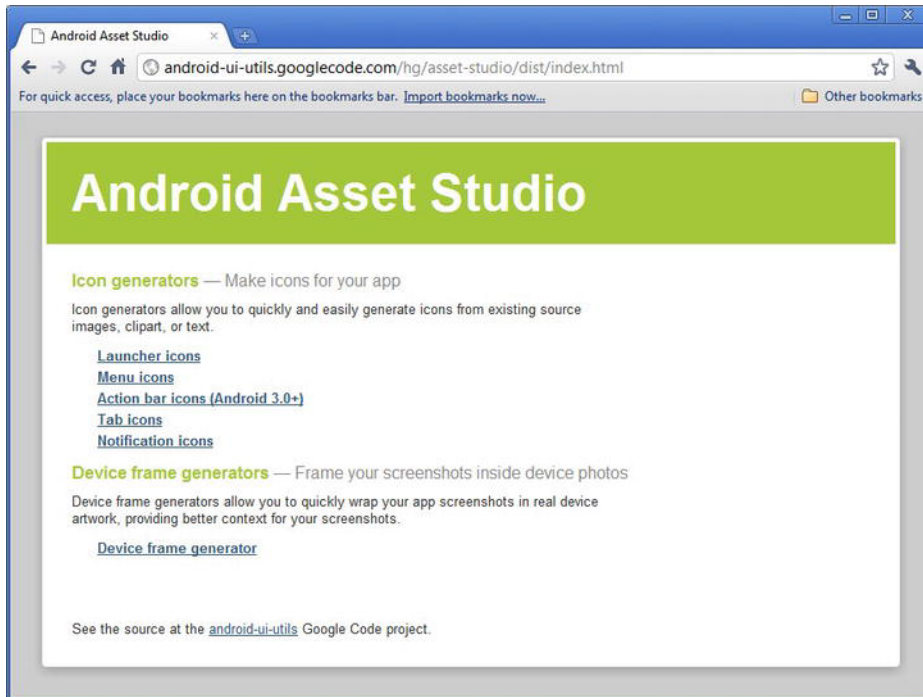 Android Asset Studio
android-ui-utils.googlecode.com/hg/asset-studio/dist/index.html
For quick access, place your bookmarks here on the bookmarks bar. Import bookmarks now... Other bookmarks
Android Asset Studio
Icon generators — Make icons for your app
Icon generators allow you to quickly and easily generate icons from existing source
images, clipart, or text.
Launcher icons
Menu icons
Action bar icons (Android 3.0+)
Tab icons
Notification icons
Device frame generators — Frame your screenshots inside device photos
Device frame generators allow you to quickly wrap your app screenshots in real device
artwork, providing better context for your screenshots.
Device frame generator
See the source at the android-ui-utils Google Code project.